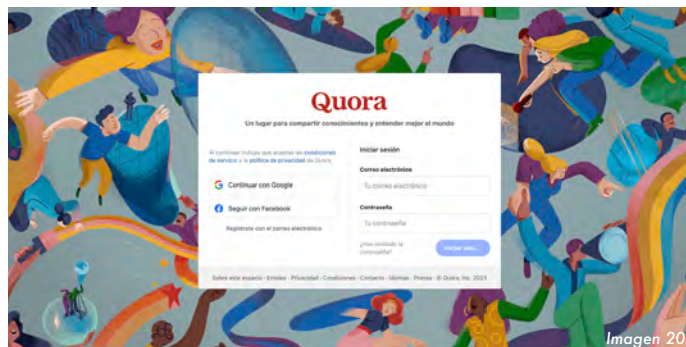 Quora
Un lugar para compartir conocimientos y entender mejor el mundo
Al continuar indicas que aceptas las condiciones
de servicio y la política de privacidad de Quora.
Continuar con Google
Seguir con Facebook
Regístrate con el correo electrónico
Iniciar sesión
Correo electrónico
Tu correo electrónico
Contraseña
Tu contraseña
¿Has olvidado la
contraseña?
Iniciar sesi...
Sobre este espacio · Empleo · Privacidad · Condiciones · Contacto · Idiomas · Prensa · © Quora, Inc. 2023
Imagen 20